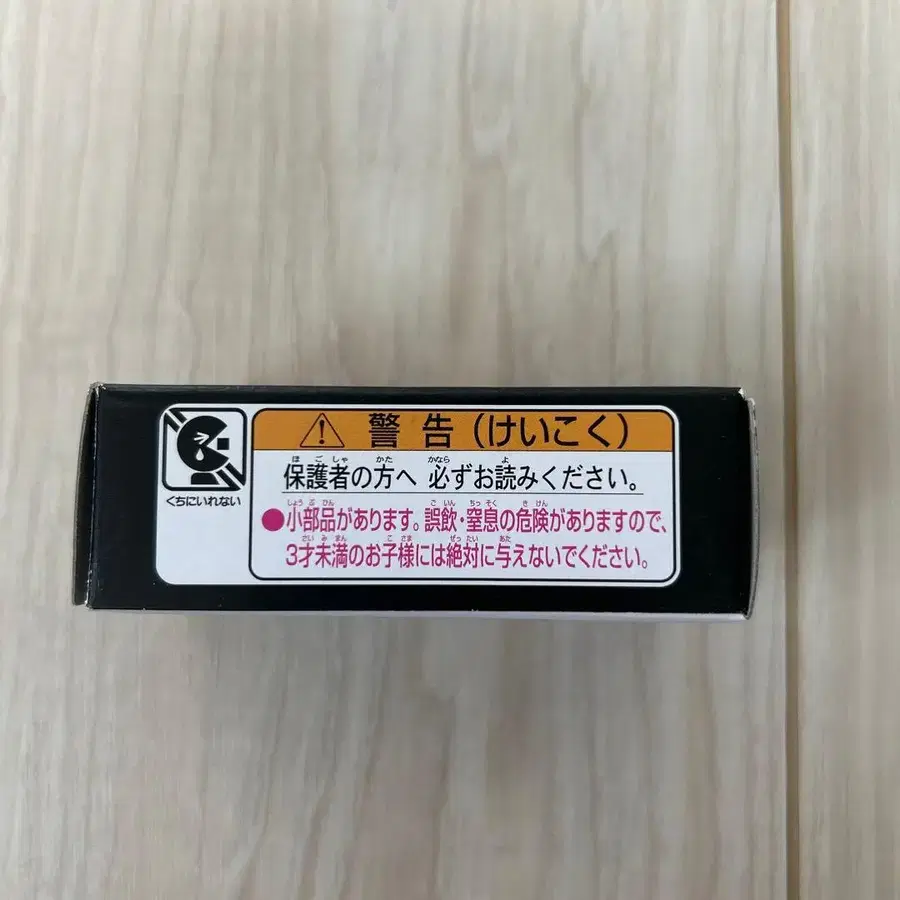 警告(けいこく)
保護者の方へ 必ずお読みください。
●小部品があります。誤飲・窒息の危険がありますので、
3才未満のお子様には絶対に与えないでください。
くちにいれない